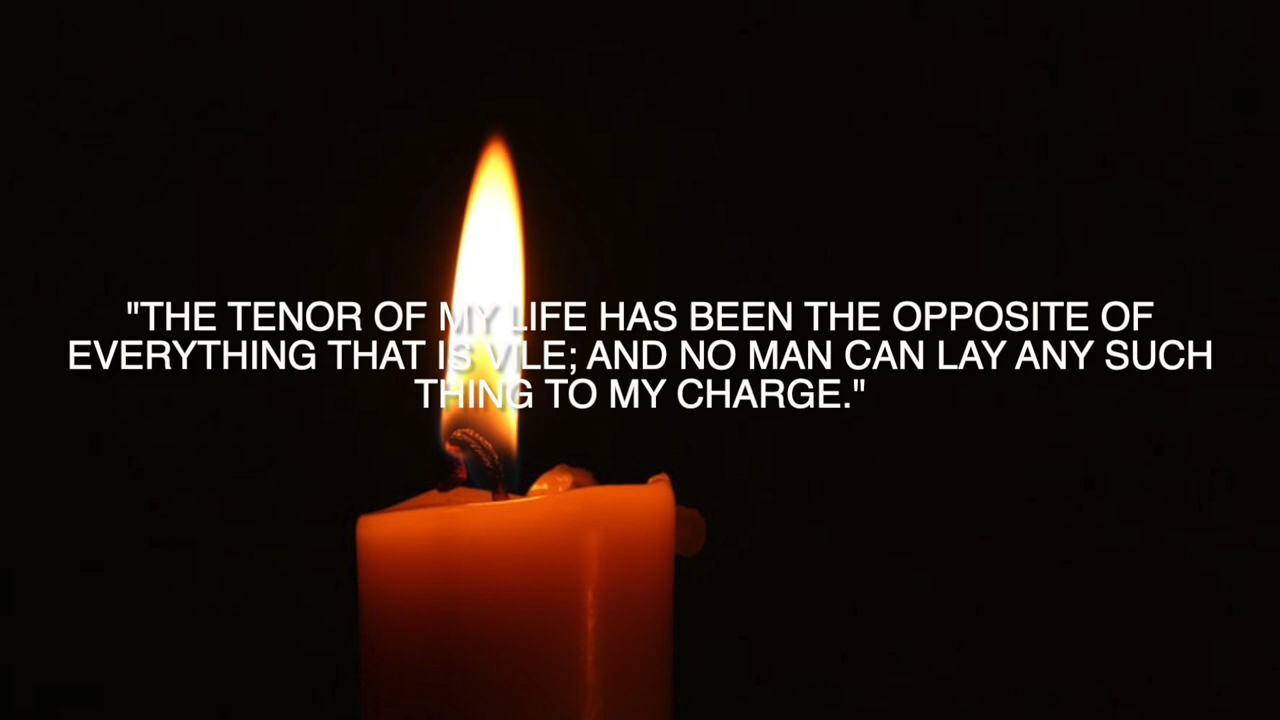 "THE TENOR OF MY LIFE HAS BEEN THE OPPOSITE OF
EVERYTHING THAT IS VILE; AND NO MAN CAN LAY ANY SUCH
THING TO MY CHARGE."